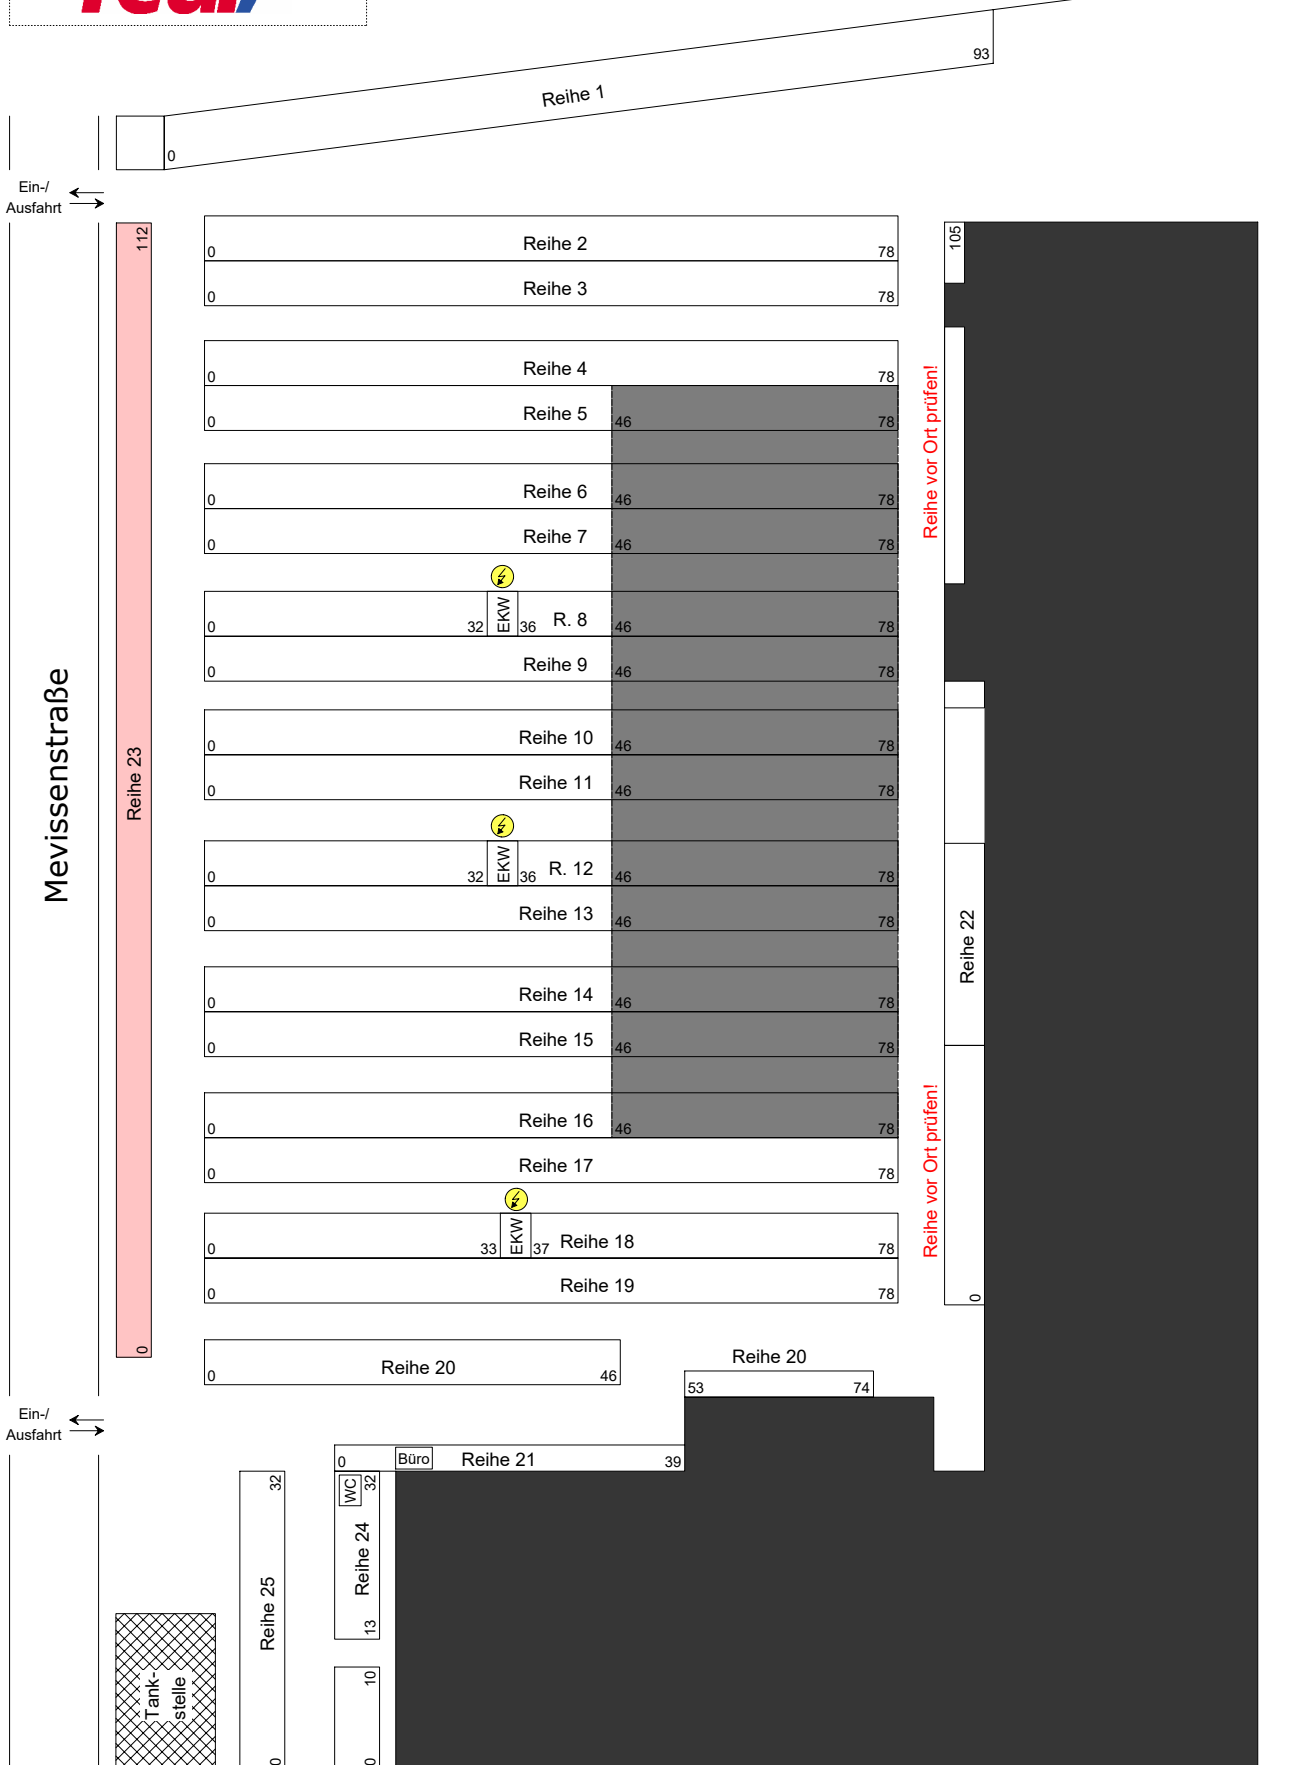 real,-
93
Reihe 1
0
Ein-/
Ausfahrt
112
0 Reihe 2 78
105
0 Reihe 3 78
0 Reihe 4 78
0 Reihe 5 46 78
Reihe vor Ort prüfen!
0 Reihe 6 46 78
0 Reihe 7 46 78
0 32 EKW 36 R. 8 46 78
0 Reihe 9 46 78
Mevissenstraße
Reihe 23
0 Reihe 10 46 78
0 Reihe 11 46 78
0 32 EKW 36 R. 12 46 78
0 Reihe 13 46 78
Reihe 22
0 Reihe 14 46 78
0 Reihe 15 46 78
0 Reihe 16 46 78
0 Reihe 17 78
Reihe vor Ort prüfen!
0 33 EKW 37 Reihe 18 78
0 Reihe 19 78
0
0
0 Reihe 20 46
Reihe 20
53 74
Ein-/
Ausfahrt
0 Büro Reihe 21 39
32
WC 32
Reihe 24
13
Reihe 25
10
Tank-
stelle
0
0